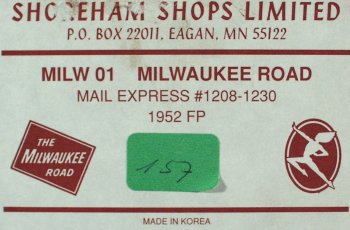 SHOREHAM SHOPS LIMITED
P.O. BOX 22011, EAGAN, MN 55122
MILW 01 MILWAUKEE ROAD
MAIL EXPRESS #1208-1230
1952 FP
THE
MILWAUKEE
ROAD
157
MADE IN KOREA